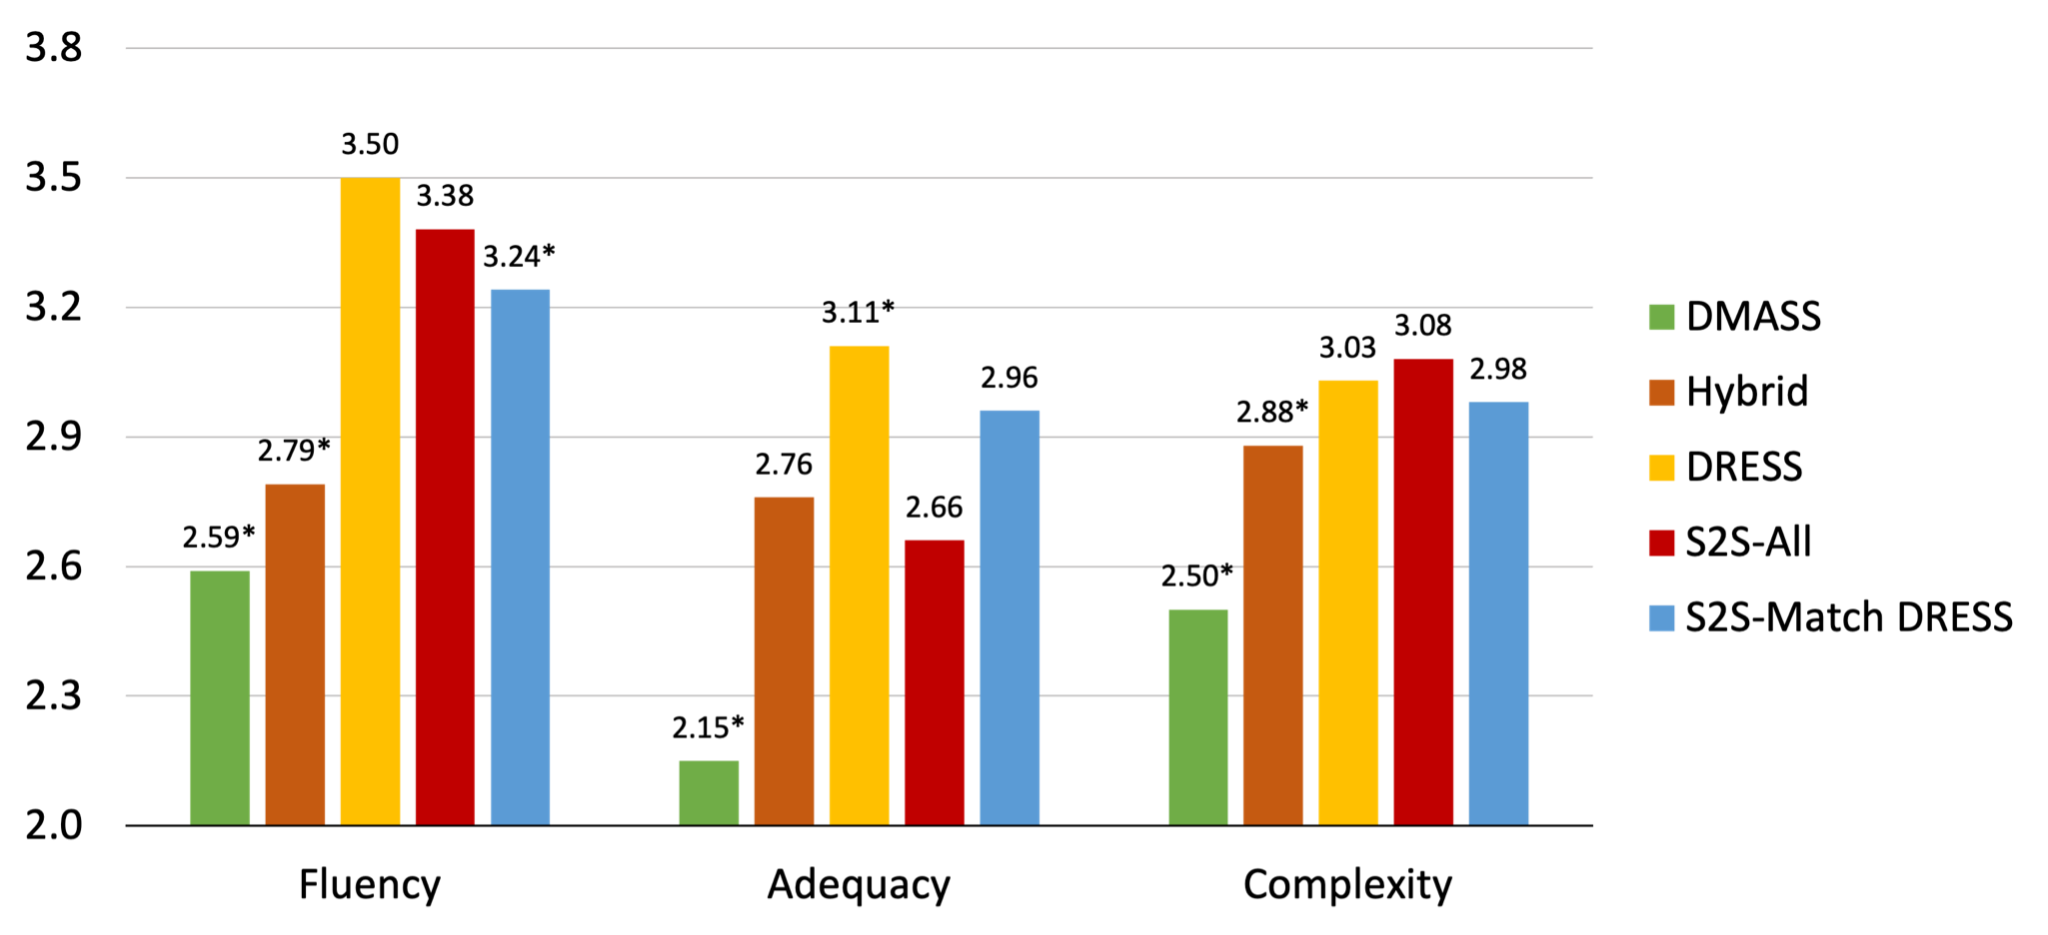 3.8
3.5
3.2
2.9
2.6
2.3
2.0
2.59*
2.79*
3.50
3.38
3.24*
2.15*
2.76
3.11*
2.66
2.96
2.50*
2.88*
3.03
3.08
2.98
Fluency
Adequacy
Complexity
DMASS
Hybrid
DRESS
S2S-All
S2S-Match DRESS